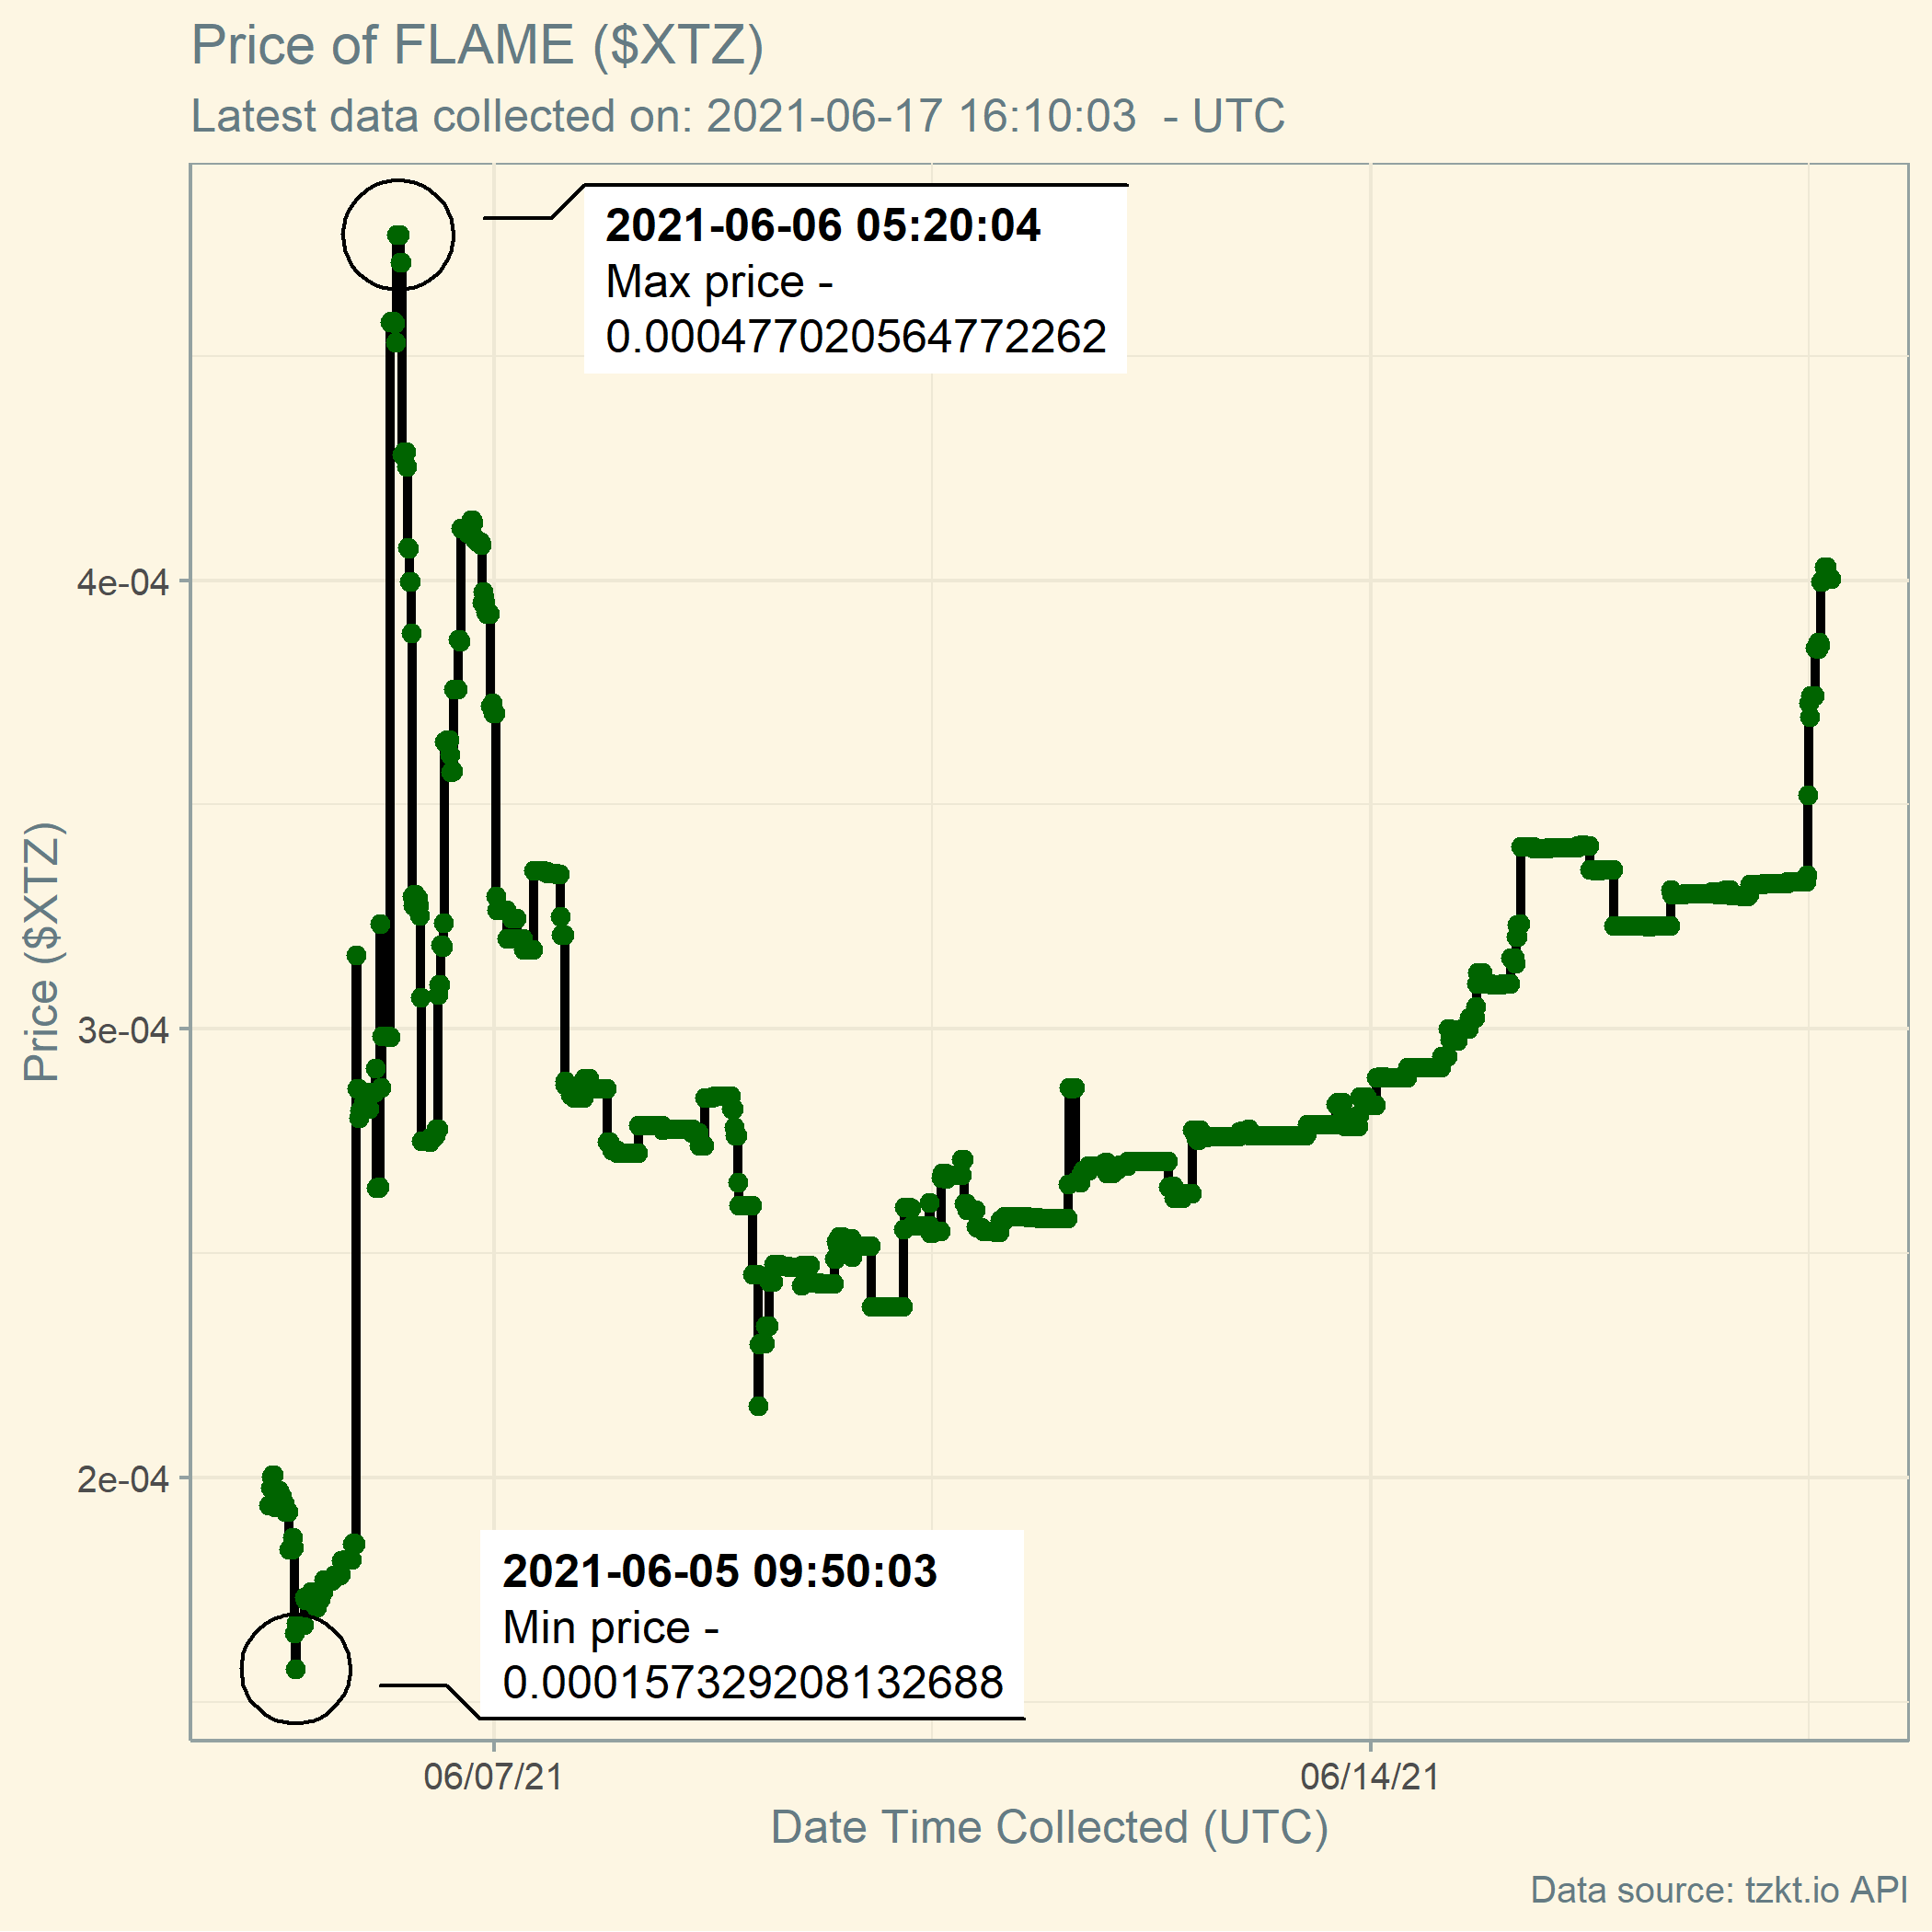 Price of FLAME ($XTZ)
Latest data collected on: 2021-06-17 16:10:03  - UTC
2021-06-06 05:20:04
Max price -
0.000477020564772262
4e-04
3e-04
2e-04
Price ($XTZ)
2021-06-05 09:50:03
Min price -
0.000157329208132688
06/07/21
06/14/21
Date Time Collected (UTC)
Data source: tzkt.io API